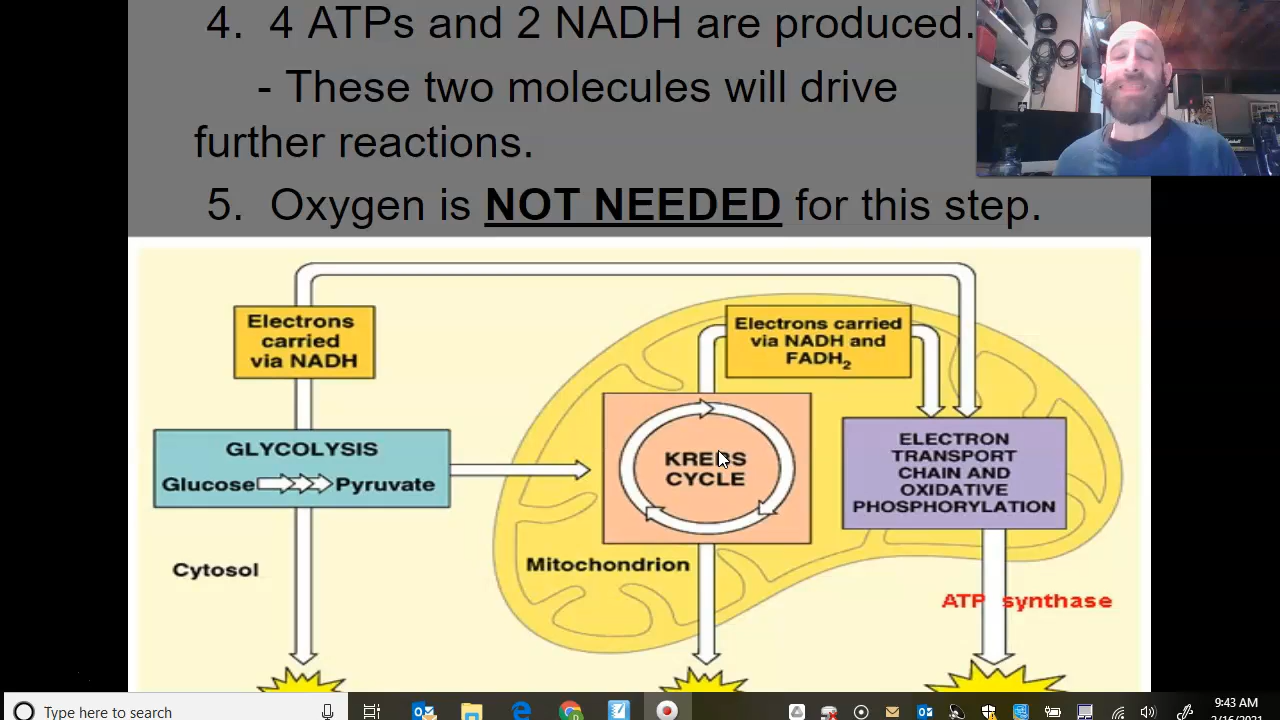 4. 4 ATPs and 2 NADH are produced.
- These two molecules will drive
further reactions.
5. Oxygen is NOT NEEDED for this step.
Electrons
carried
via NADH
Electrons carried
via NADH and
FADH2
GLYCOLYSIS
Glucose Pyruvate
KREBS
CYCLE
ELECTRON
TRANSPORT
CHAIN AND
OXIDATIVE
PHOSPHORYLATION
Cytosol
Mitochondrion
ATP synthase
Type here to search
9:43 AM
/16/2021